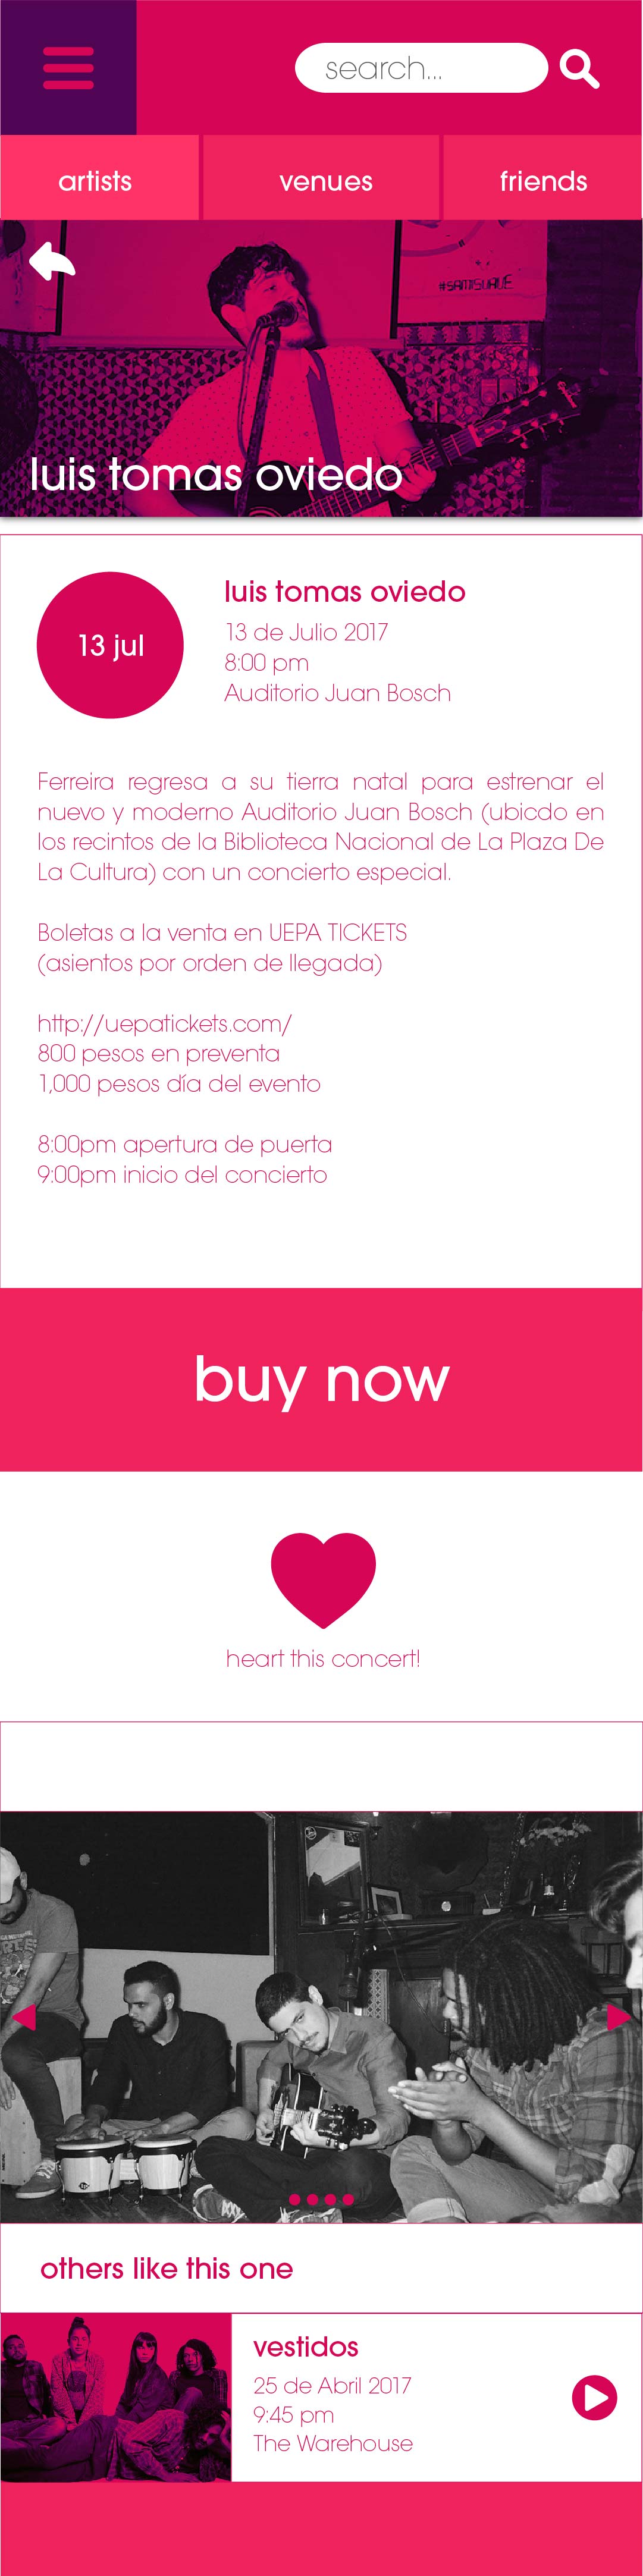 search...
artists
venues
friends
#SAMISUAVE
luis tomas oviedo
13 jul
luis tomas oviedo
13 de Julio 2017
8:00 pm
Auditorio Juan Bosch
Ferreira regresa a su tierra natal para estrenar el
nuevo y moderno Auditorio Juan Bosch (ubicdo en
los recintos de la Biblioteca Nacional de La Plaza De
La Cultura) con un concierto especial.
Boletas a la venta en UEPA TICKETS
(asientos por orden de llegada)
http://uepatickets.com/
800 pesos en preventa
1,000 pesos día del evento
8:00pm apertura de puerta
9:00pm inicio del concierto
buy now
heart this concert!
others like this one
vestidos
25 de Abril 2017
9:45 pm
The Warehouse